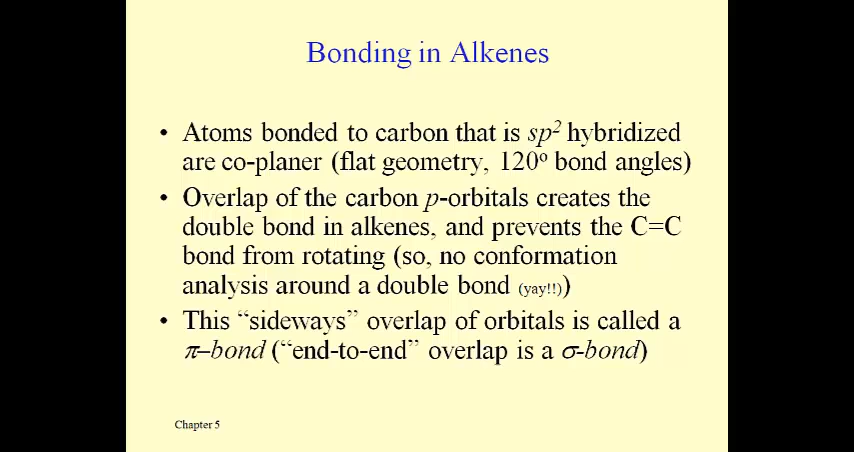 Bonding in Alkenes
• Atoms bonded to carbon that is sp² hybridized
are co-planer (flat geometry, 120º bond angles)
• Overlap of the carbon p-orbitals creates the
double bond in alkenes, and prevents the C=C
bond from rotating (so, no conformation
analysis around a double bond (yay!!))
• This “sideways” overlap of orbitals is called a
π–bond (“end-to-end” overlap is a σ-bond)
Chapter 5